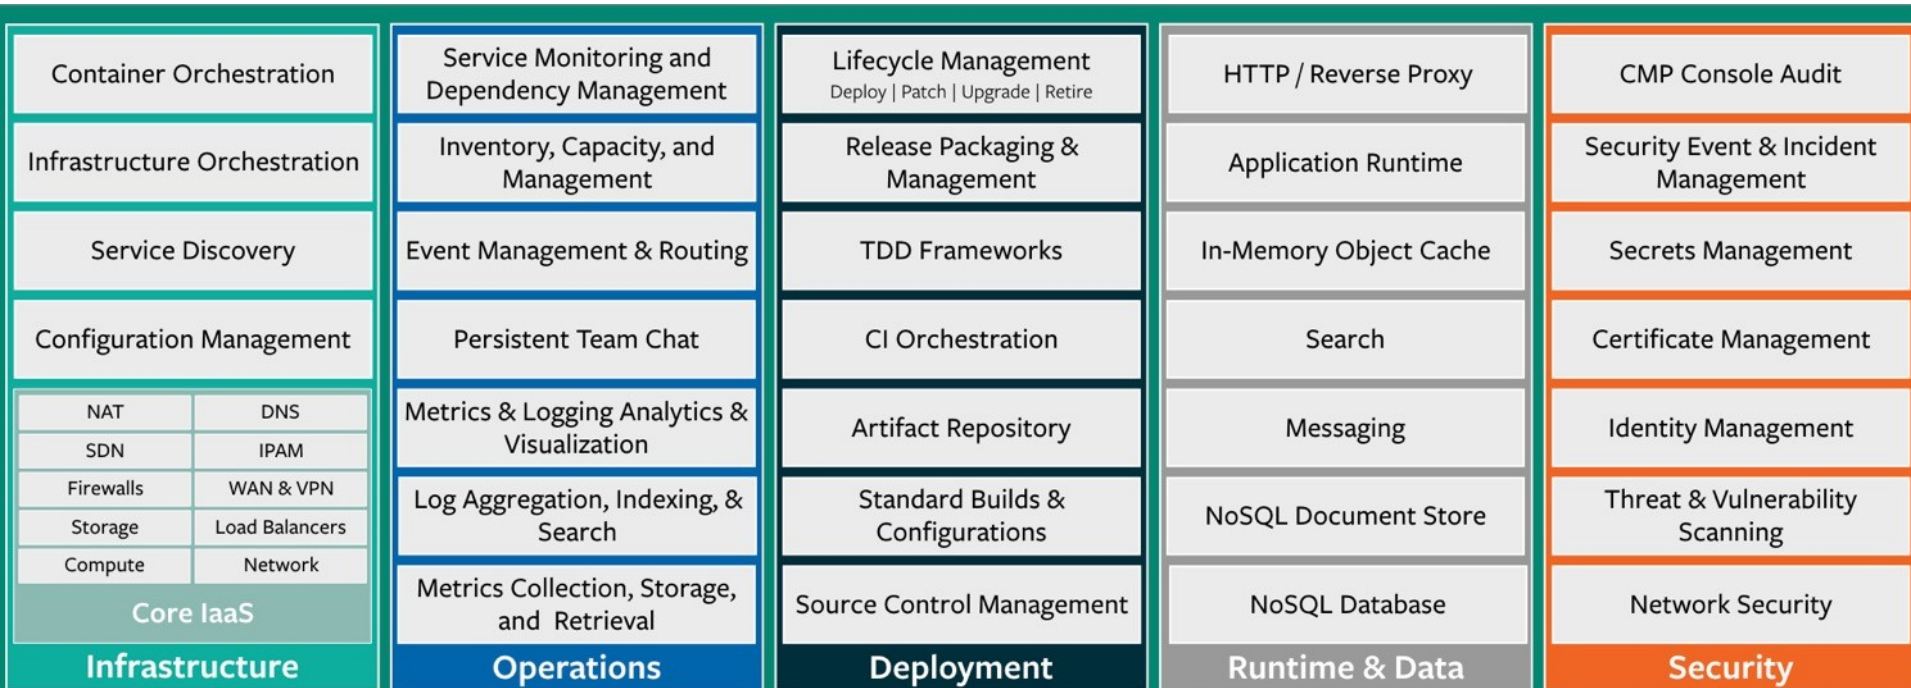 Container Orchestration
Infrastructure Orchestration
Service Discovery
Configuration Management
NAT
DNS
SDN
IPAM
Firewalls
WAN & VPN
Storage
Load Balancers
Compute
Network
Core IaaS
Infrastructure
Service Monitoring and
Dependency Management
Inventory, Capacity, and
Management
Event Management & Routing
Persistent Team Chat
Metrics & Logging Analytics &
Visualization
Log Aggregation, Indexing, &
Search
Metrics Collection, Storage,
and Retrieval
Operations
Lifecycle Management
Deploy | Patch | Upgrade | Retire
Release Packaging &
Management
TDD Frameworks
CI Orchestration
Artifact Repository
Standard Builds &
Configurations
Source Control Management
Deployment
HTTP / Reverse Proxy
Application Runtime
In-Memory Object Cache
Search
Messaging
NoSQL Document Store
NoSQL Database
Runtime & Data
CMP Console Audit
Security Event & Incident
Management
Secrets Management
Certificate Management
Identity Management
Threat & Vulnerability
Scanning
Network Security
Security